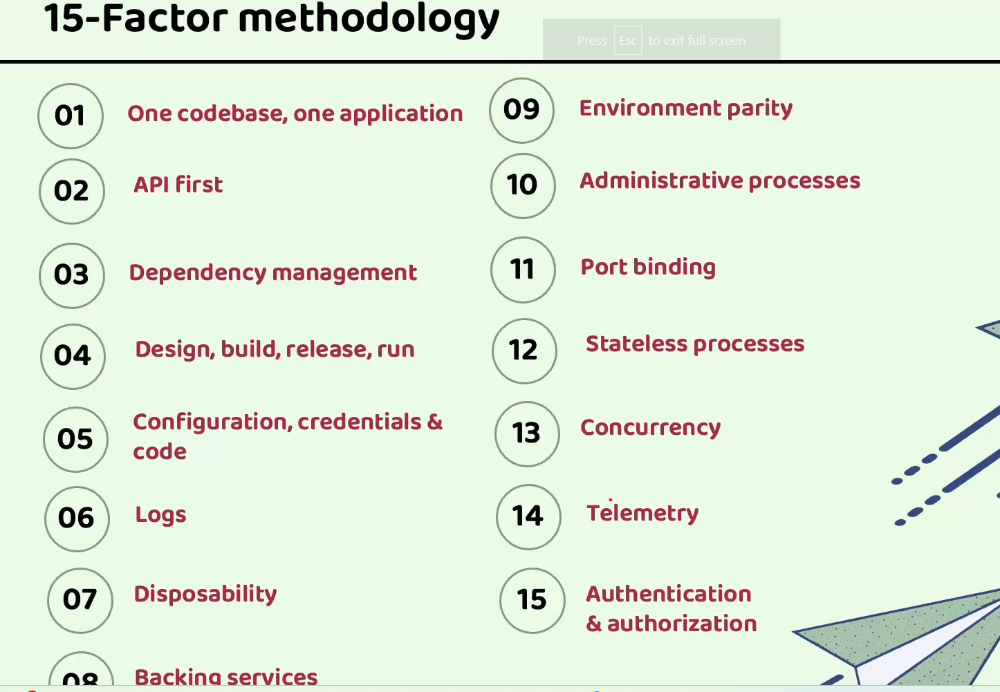 15-Factor methodology
Press Esc to exit full screen
01 One codebase, one application
02 API first
03 Dependency management
04 Design, build, release, run
05 Configuration, credentials &
code
06 Logs
07 Disposability
08 Backing services
09 Environment parity
10 Administrative processes
11 Port binding
12 Stateless processes
13 Concurrency
14 Telemetry
15 Authentication
& authorization